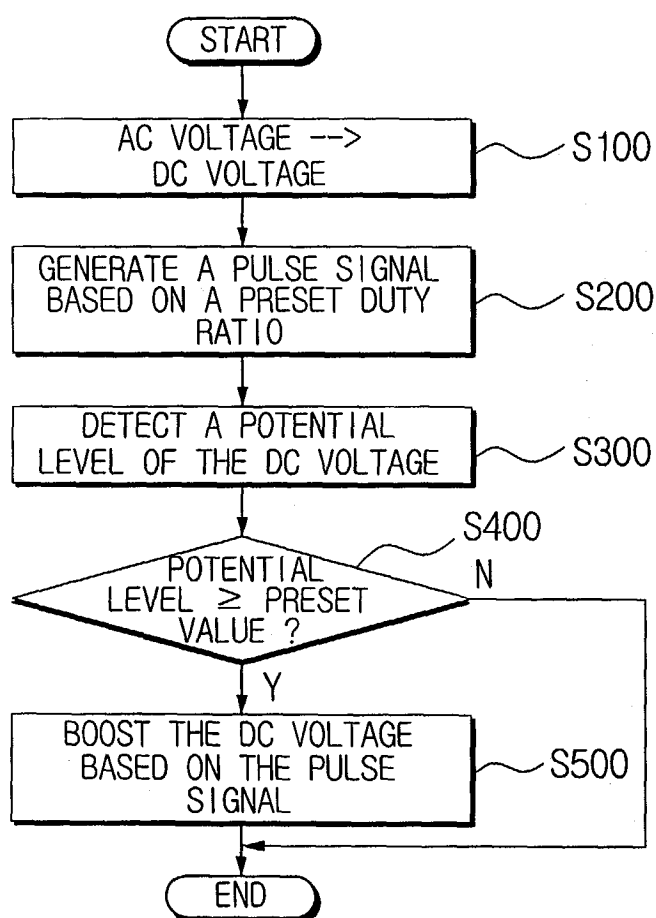 START
AC VOLTAGE -->
DC VOLTAGE
S100
GENERATE A PULSE SIGNAL
BASED ON A PRESET DUTY
RATIO
S200
DETECT A POTENTIAL
LEVEL OF THE DC VOLTAGE
S300
S400
POTENTIAL
LEVEL ≥ PRESET
VALUE ?
N
Y
BOOST THE DC VOLTAGE
BASED ON THE PULSE
SIGNAL
S500
END